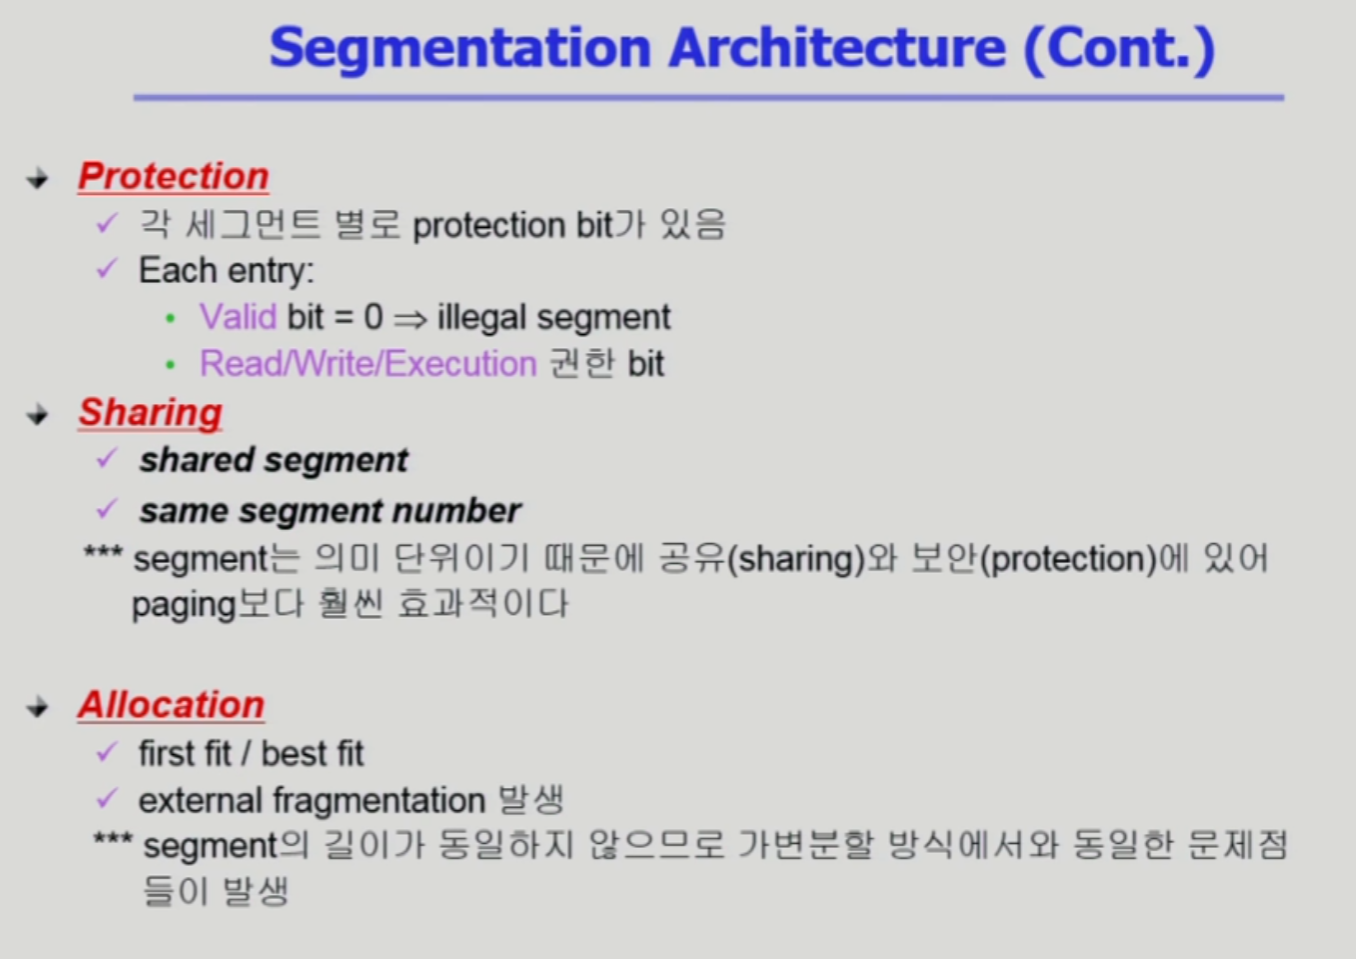 Segmentation Architecture (Cont.)
Protection
각 세그먼트 별로 protection bit가 있음
Each entry:
Valid bit = 0 ⇒ illegal segment
Read/Write/Execution 권한 bit
Sharing
shared segment
same segment number
*** segment는 의미 단위이기 때문에 공유(sharing)와 보안(protection)에 있어
paging보다 훨씬 효과적이다
Allocation
first fit / best fit
external fragmentation 발생
*** segment의 길이가 동일하지 않으므로 가변분할 방식에서와 동일한 문제점
들이 발생